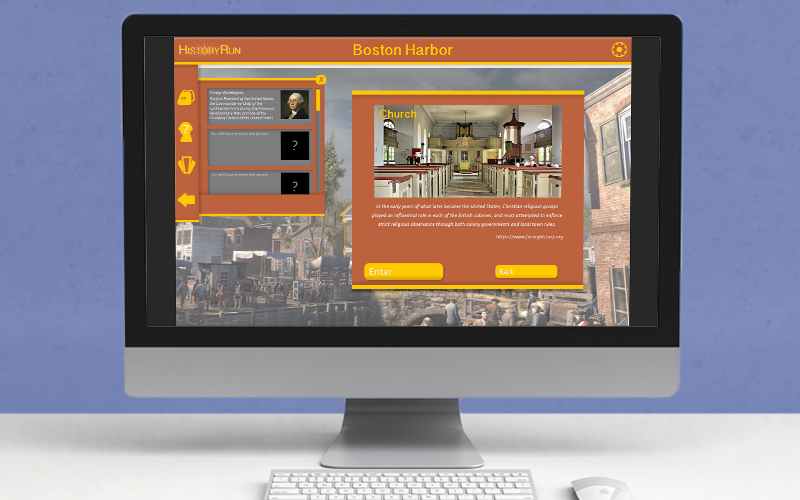 HISTORYRUN
Boston Harbor
X
George Washington:
The first President of the United States,
the Commander-in-Chief of the
Continental Army during the American
Revolutionary War, and one of the
Founding Fathers of the United States
You still have to meet this person
?
You still have to meet this person
?
?
Church
In the early years of what later became the United States, Christian religious groups
played an influential role in each of the British colonies, and most attempted to enforce
strict religious observance through both colony governments and local town rules.
https://www.facinghistory.org
Enter
Back